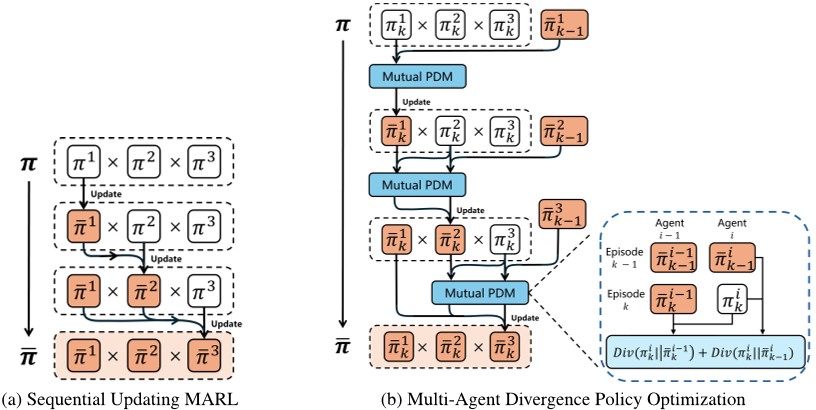 π
π¹ × π² × π³
Update
π̄¹ × π² × π³
Update
π̄¹ × π̄² × π³
Update
π̄
π̄¹ × π̄² × π̄³
(a) Sequential Updating MARL
π
π¹ₖ × π²ₖ × π³ₖ π̄¹ₖ₋₁
Mutual PDM
Update
π̄¹ₖ × π²ₖ × π³ₖ π̄²ₖ₋₁
Mutual PDM
Update
π̄¹ₖ × π̄²ₖ × π³ₖ π̄³ₖ₋₁
Mutual PDM
Update
π̄
π̄¹ₖ × π̄²ₖ × π̄³ₖ
Agent Agent
i−1 i
Episode π̄ⁱ⁻¹ₖ₋₁ π̄ⁱₖ₋₁
k − 1
Episode π̄ⁱ⁻¹ₖ πⁱₖ
k
Div(πⁱₖ||π̄ⁱ⁻¹ₖ) + Div(πⁱₖ||π̄ⁱₖ₋₁)
(b) Multi-Agent Divergence Policy Optimization